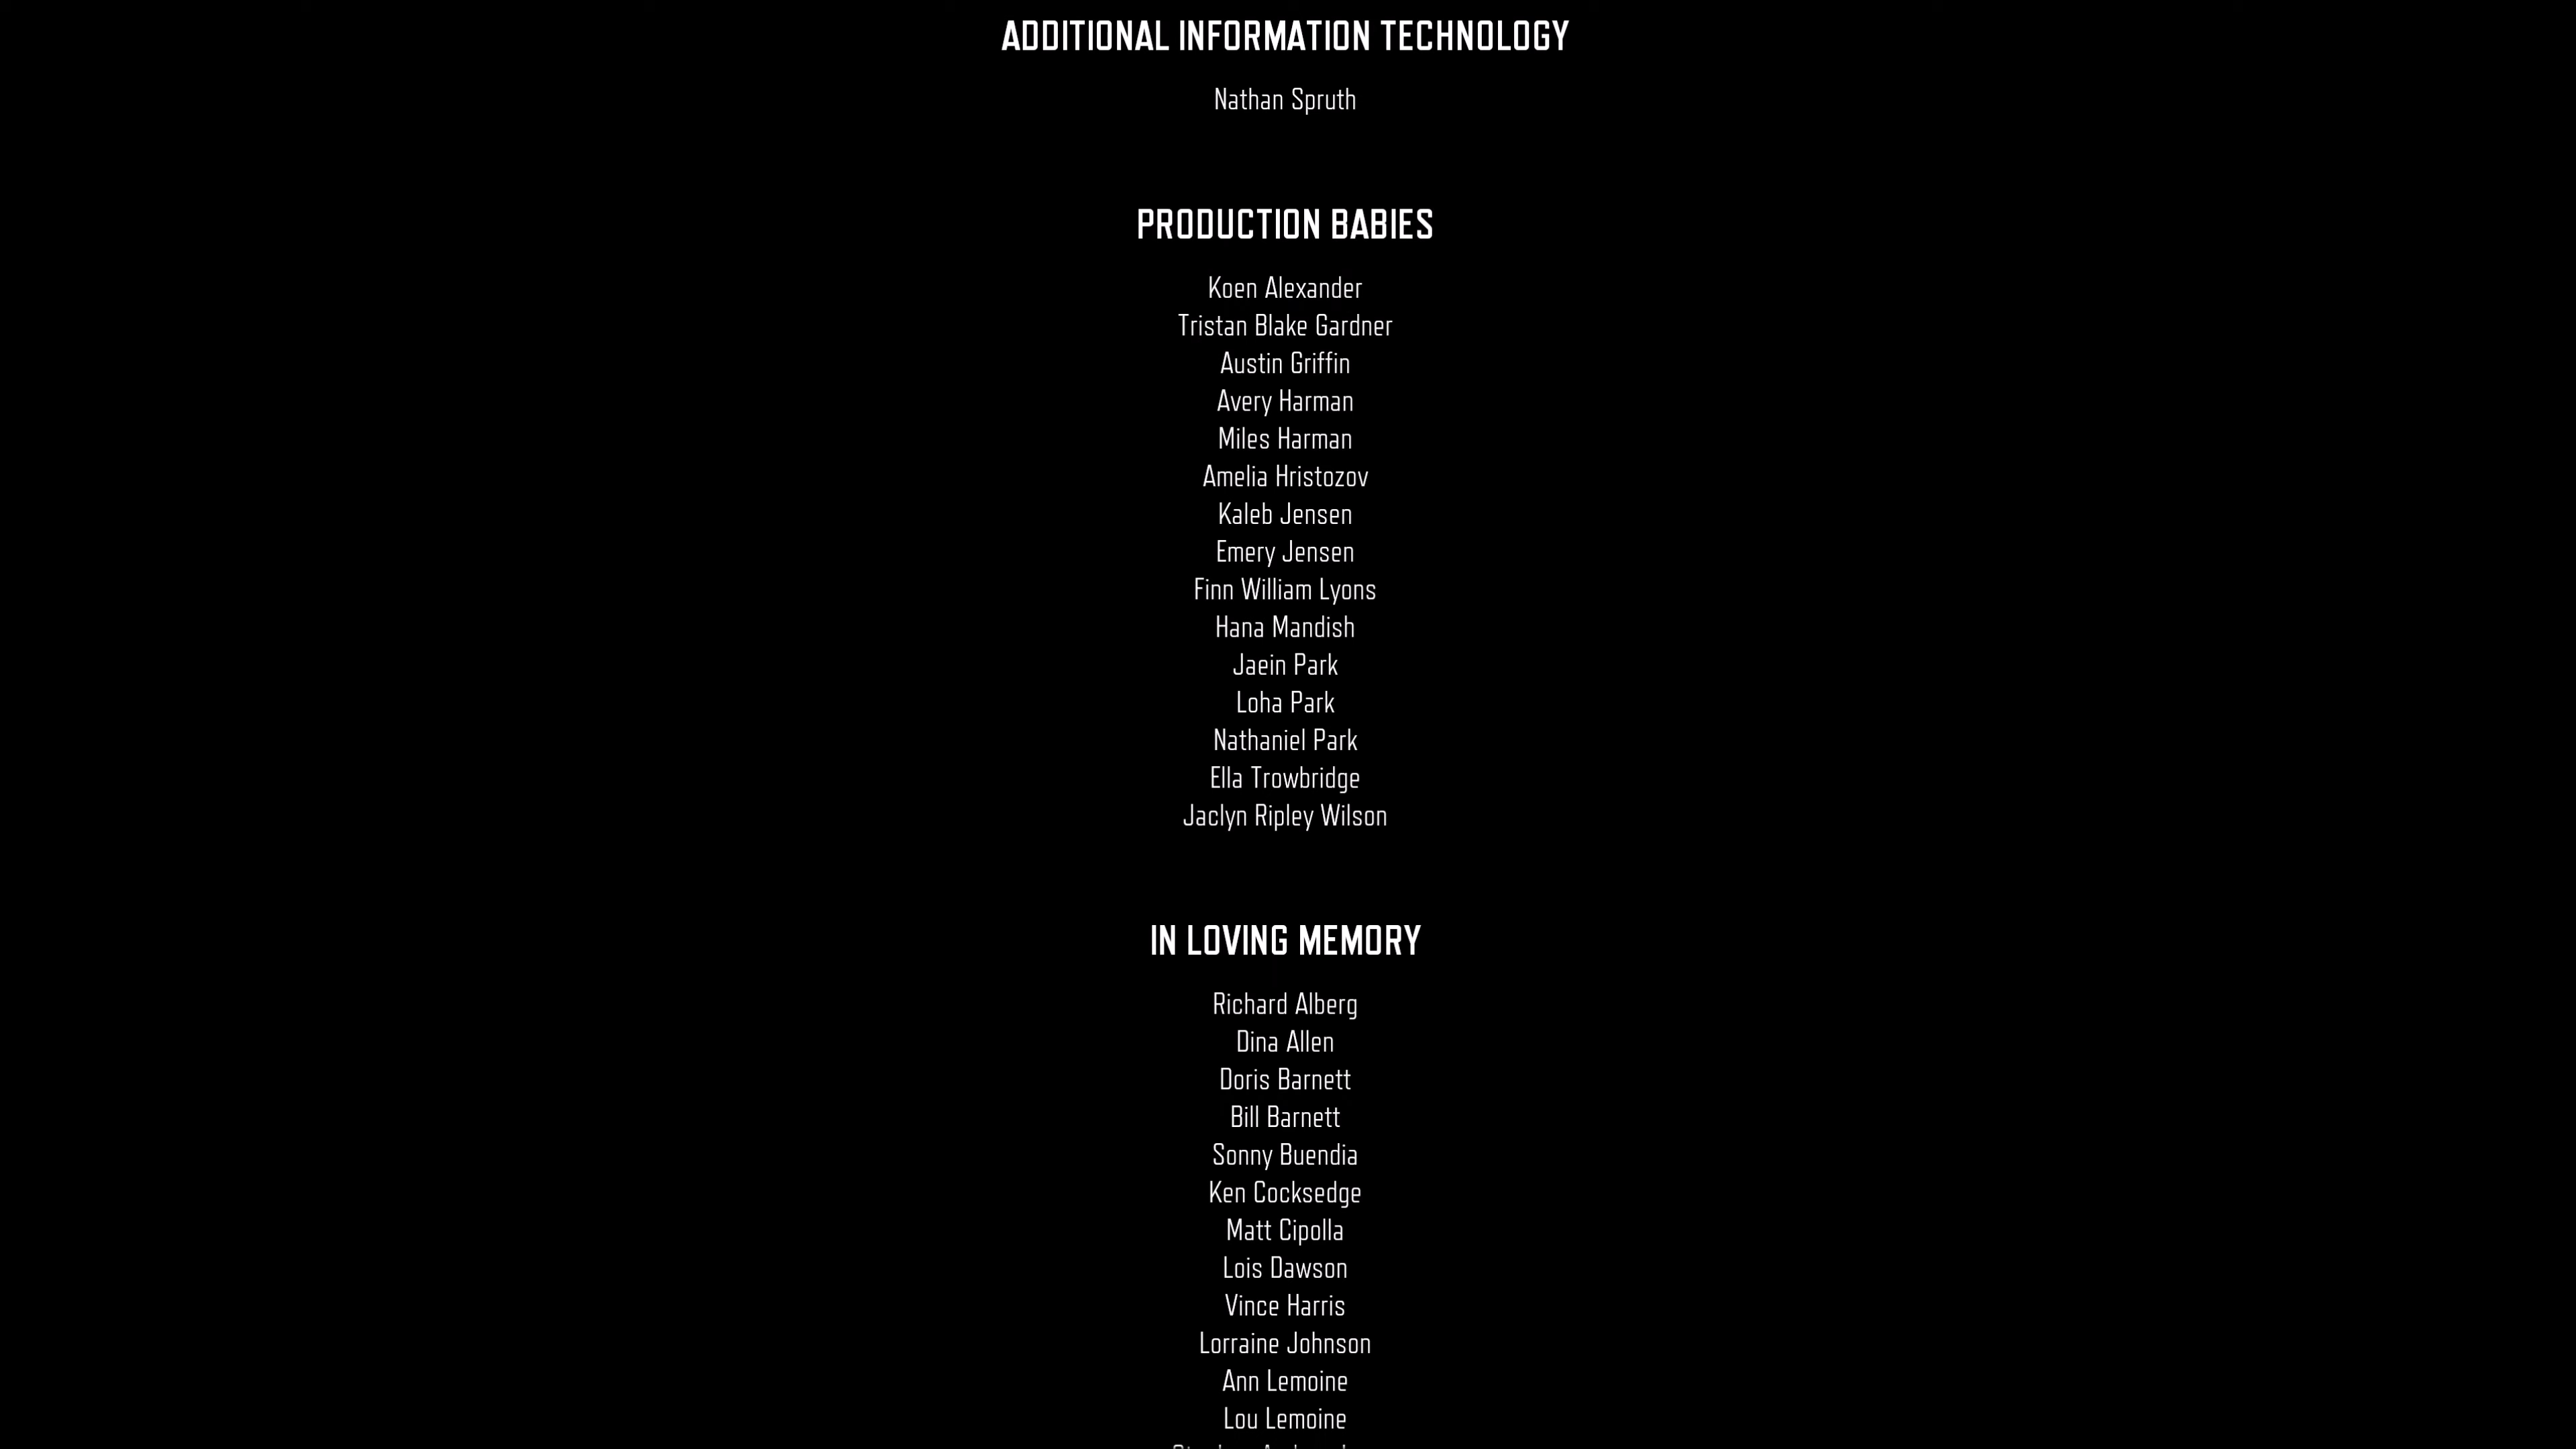 ADDITIONAL INFORMATION TECHNOLOGY
Nathan Spruth
PRODUCTION BABIES
Koen Alexander
Tristan Blake Gardner
Austin Griffin
Avery Harman
Miles Harman
Amelia Hristozov
Kaleb Jensen
Emery Jensen
Finn William Lyons
Hana Mandish
Jaein Park
Loha Park
Nathaniel Park
Ella Trowbridge
Jaclyn Ripley Wilson
IN LOVING MEMORY
Richard Alberg
Dina Allen
Doris Barnett
Bill Barnett
Sonny Buendia
Ken Cocksedge
Matt Cipolla
Lois Dawson
Vince Harris
Lorraine Johnson
Ann Lemoine
Lou Lemoine